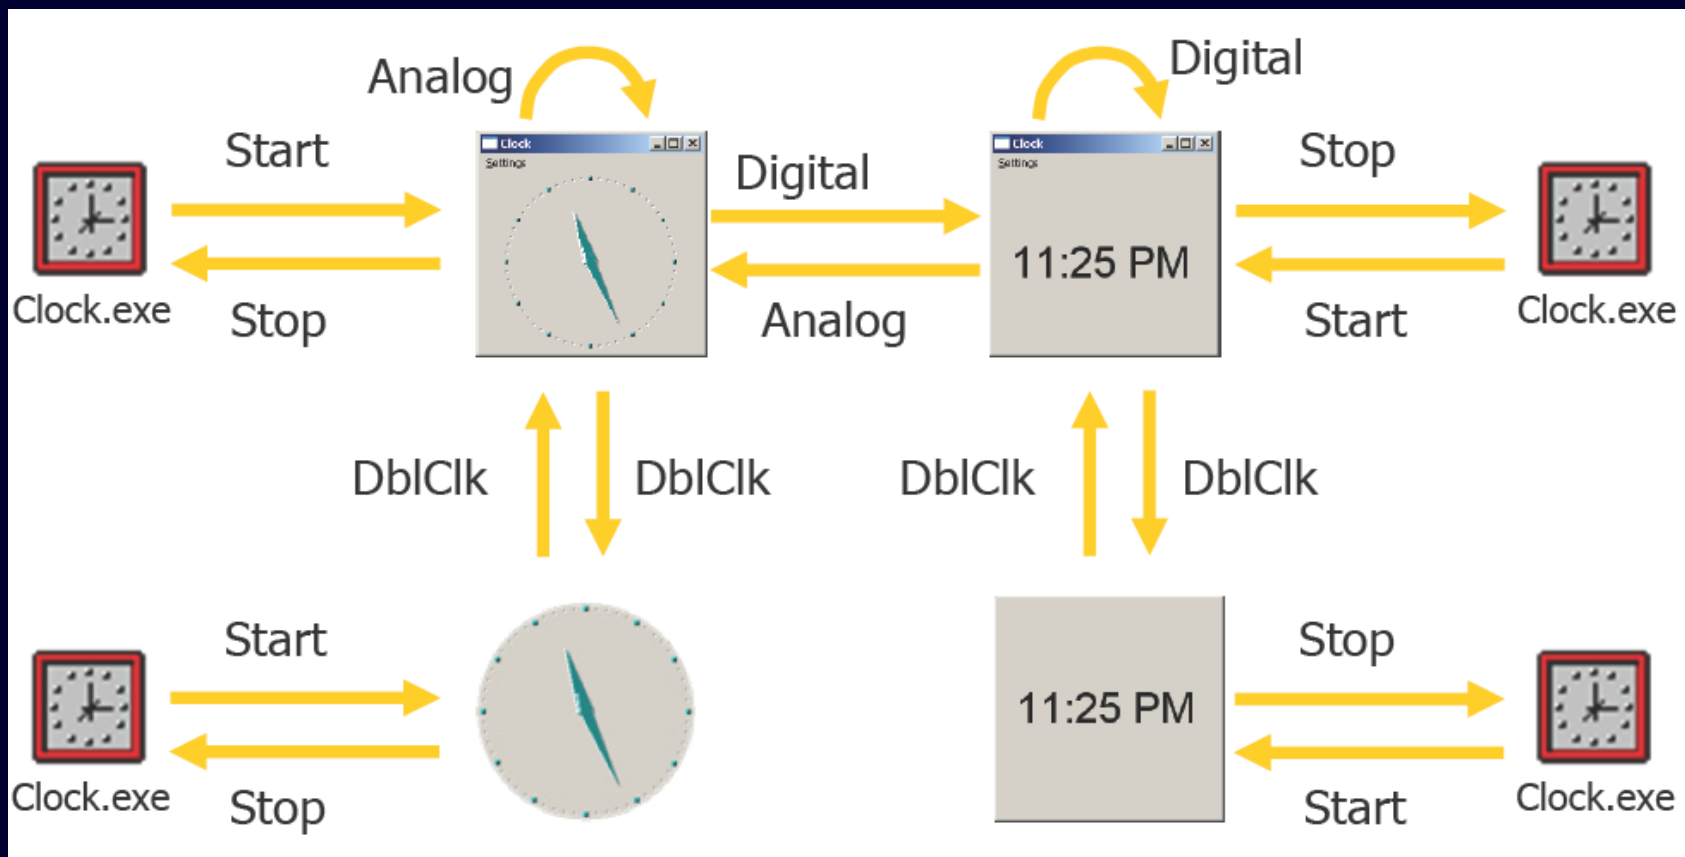 Analog
Digital
Start
Clock
Settings
Digital
Clock
Settings
Stop
11:25 PM
Clock.exe
Stop
Analog
Start
Clock.exe
DblClk
DblClk
DblClk
DblClk
Start
Stop
11:25 PM
Clock.exe
Stop
Start
Clock.exe